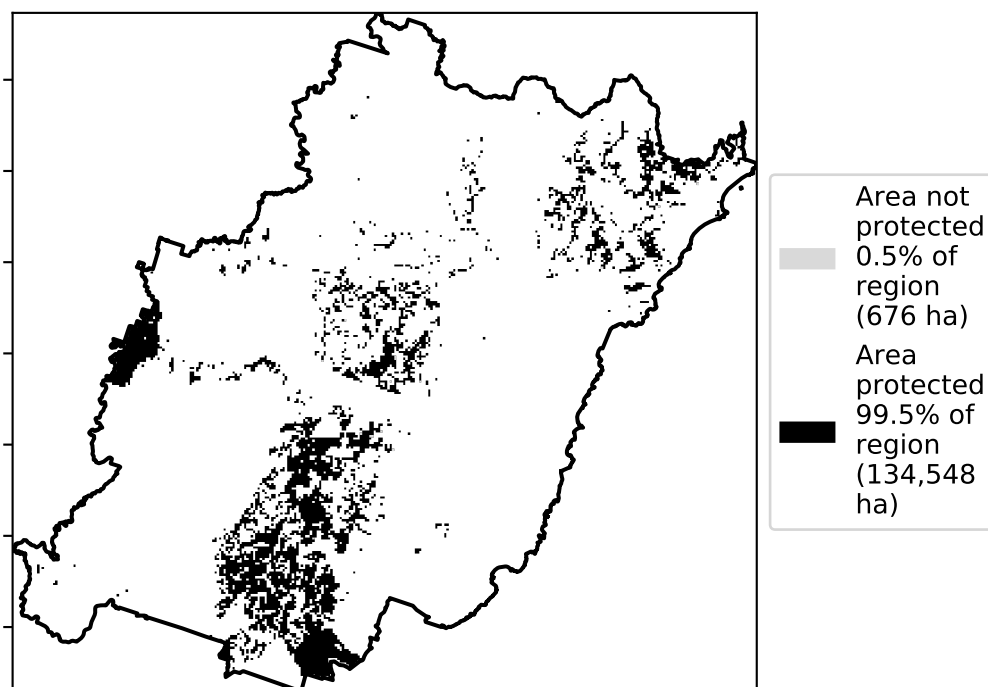 Area not
protected
0.5% of
region
(676 ha)
Area
protected
99.5% of
region
(134,548
ha)